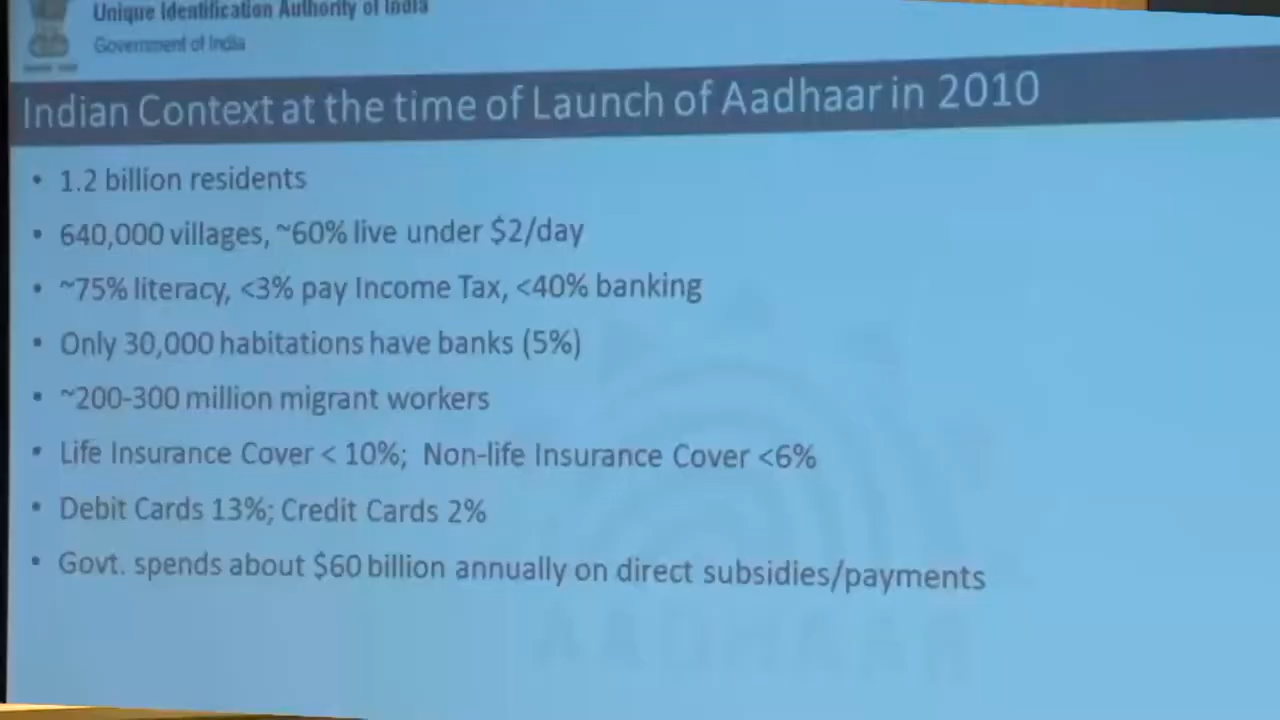 Unique Identification Authority of India
Government of India
Indian Context at the time of Launch of Aadhaar in 2010
• 1.2 billion residents
• 640,000 villages, ~60% live under $2/day
• ~75% literacy, <3% pay Income Tax, <40% banking
• Only 30,000 habitations have banks (5%)
• ~200-300 million migrant workers
• Life Insurance Cover < 10%; Non-life Insurance Cover <6%
• Debit Cards 13%; Credit Cards 2%
• Govt. spends about $60 billion annually on direct subsidies/payments
AADHAAR